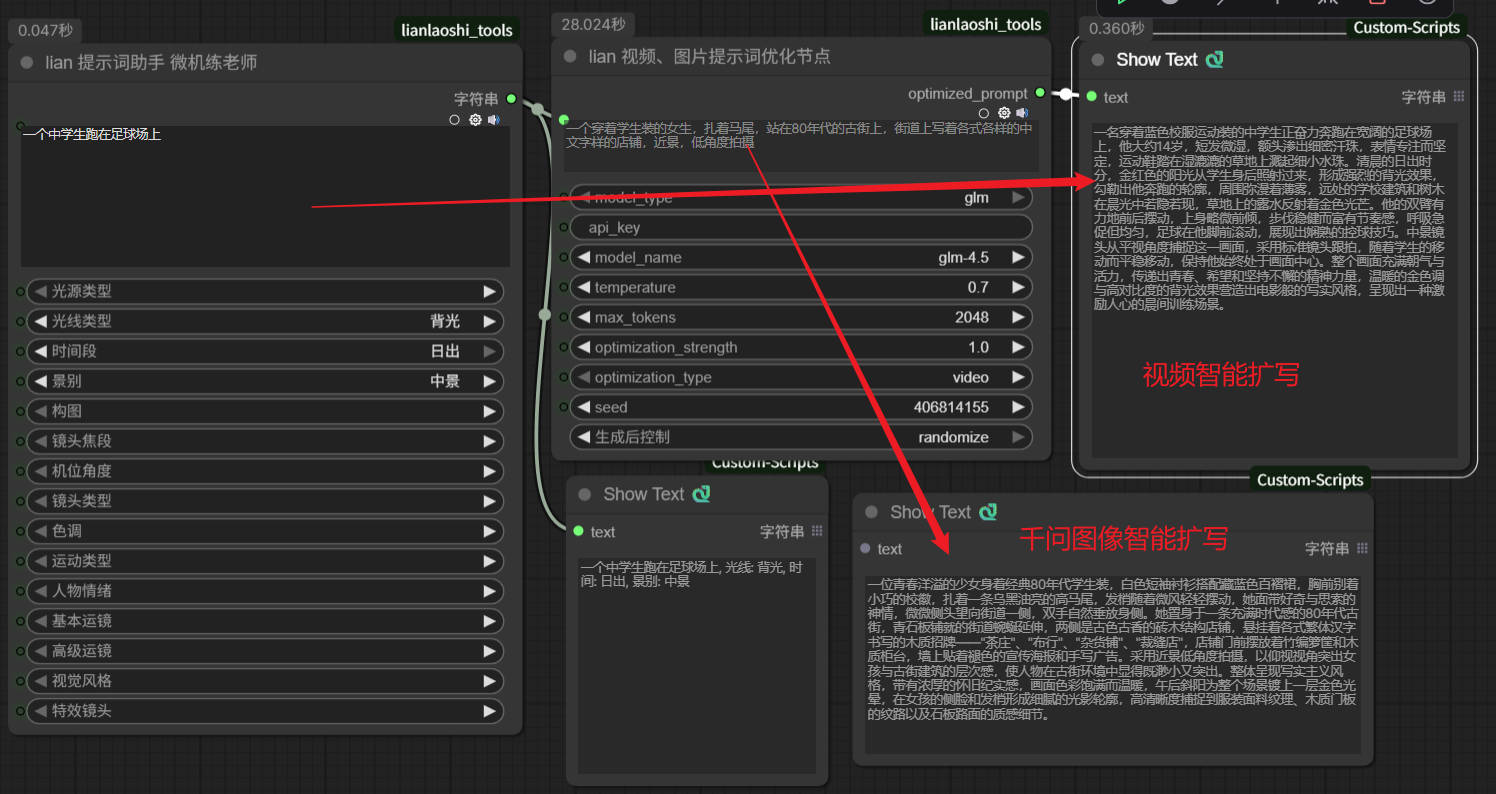 0.047秒
lianlaoshi_tools
lian 提示词助手 微机练老师
字符串
一个中学生跑在足球场上
光源类型
光线类型 背光
时间段 日出
景别 中景
构图
镜头焦段
机位角度
镜头类型
色调
运动类型
人物情绪
基本运镜
高级运镜
视觉风格
特效镜头
28.024秒
lianlaoshi_tools
lian 视频、图片提示词优化节点
optimized_prompt
一个穿着学生装的女生，扎着马尾，站在80年代的古街上，街道上写着各式各样的中
文字样的店铺，近景，低角度拍摄
model_type glm
api_key
model_name glm-4.5
temperature 0.7
max_tokens 2048
optimization_strength 1.0
optimization_type video
seed 406814155
生成后控制 randomize
Custom-Scripts
Show Text
text 字符串
一个中学生跑在足球场上, 光线: 背光, 时
间: 日出, 景别: 中景
0.360秒
Custom-Scripts
Show Text
text 字符串
一名穿着蓝色校服运动装的中学生正奋力奔跑在宽阔的足球场
上，他大约14岁，短发微湿，额头渗出细密汗珠，表情专注而坚
定，运动鞋踏在湿漉漉的草地上溅起细小水珠。清晨的日出时
分，金红色的阳光从学生身后照射过来，形成强烈的背光效果，
勾勒出他奔跑的轮廓，周围弥漫着薄雾，远处的学校建筑和树木
在晨光中若隐若现，草地上的露水反射着金色光芒。他的双臂有
力地前后摆动，上身略微前倾，步伐稳健而富有节奏感，呼吸急
促但均匀，足球在他脚前滚动，展现出娴熟的控球技巧。中景镜
头从平视角度捕捉这一画面，采用标准镜头跟拍，随着学生的移
动而平稳移动，保持他始终处于画面中心。整个画面充满朝气与
活力，传递出青春、希望和坚持不懈的精神力量，温暖的金色调
与高对比度的背光效果营造出电影般的写实风格，呈现出一种激
励人心的晨间训练场景。
视频智能扩写
Custom-Scripts
Show Text
千问图像智能扩写
text 字符串
一位青春洋溢的少女身着经典80年代学生装，白色短袖衬衫搭配藏蓝色百褶裙，胸前别着
小巧的校徽，扎着一条乌黑油亮的高马尾，发梢随着微风轻轻摆动，她面带好奇与思索的
神情，微微侧头望向街道一侧，双手自然垂放身侧。她置身于一条充满时代感的80年代古
街，青石板铺就的街道蜿蜒延伸，两侧是古色古香的砖木结构店铺，悬挂着各式繁体汉字
书写的木质招牌——"茶庄"、"布行"、"杂货铺"、"裁缝店"，店铺门前摆放着竹编箩筐和木
质柜台，墙上贴着褪色的宣传海报和手写广告。采用近景低角度拍摄，以仰视视角突出女
孩与古街建筑的层次感，使人物在古街环境中显得既渺小又突出。整体呈现写实主义风
格，带有浓厚的怀旧纪实感，画面色彩饱满而温暖，午后斜阳为整个场景镀上一层金色光
晕，在女孩的侧脸和发梢形成细腻的光影轮廓，高清晰度捕捉到服装面料纹理、木质门板
的纹路以及石板路面的质感细节。